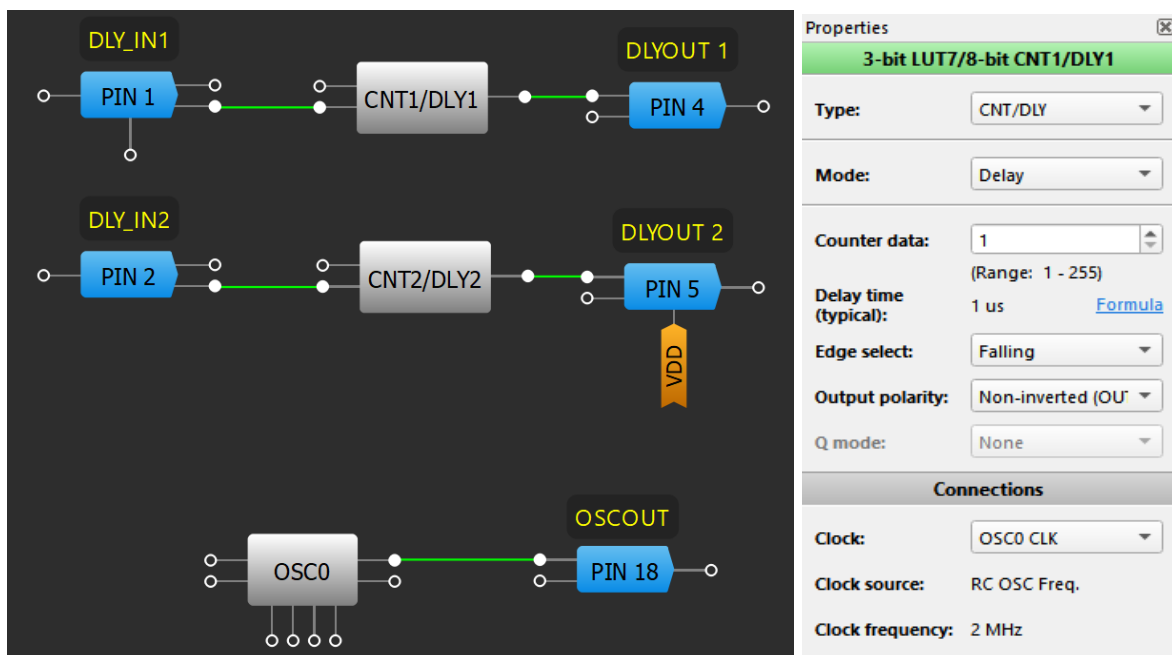 DLY_IN1
PIN 1
CNT1/DLY1
DLYOUT 1
PIN 4
DLY_IN2
PIN 2
CNT2/DLY2
DLYOUT 2
PIN 5
VDD
OSC0
OSCOUT
PIN 18
Properties
3-bit LUT7/8-bit CNT1/DLY1
Type: CNT/DLY
Mode: Delay
Counter data: 1
(Range: 1 - 255)
Delay time
(typical): 1 us Formula
Edge select: Falling
Output polarity: Non-inverted (OUT
Q mode: None
Connections
Clock: OSC0 CLK
Clock source: RC OSC Freq.
Clock frequency: 2 MHz